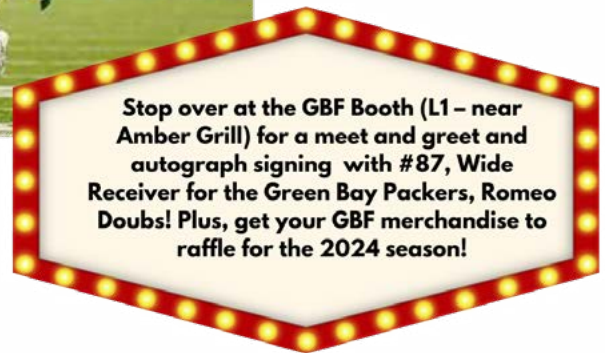 Stop over at the GBF Booth (L1 – near
Amber Grill) for a meet and greet and
autograph signing with #87, Wide
Receiver for the Green Bay Packers, Romeo
Doubs! Plus, get your GBF merchandise to
raffle for the 2024 season!